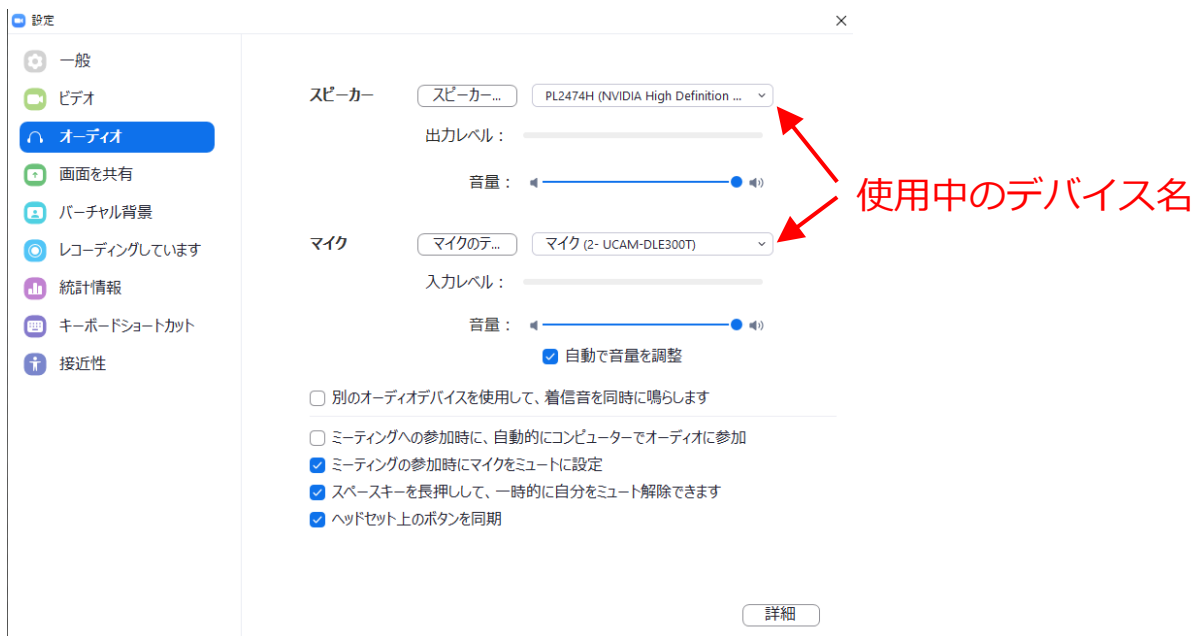 設定
一般
ビデオ
オーディオ
画面を共有
バーチャル背景
レコーディングしています
統計情報
キーボードショートカット
接近性
スピーカー スピーカー... PL2474H (NVIDIA High Definition ...
出力レベル：
音量：
マイク マイクのテ... マイク (2- UCAM-DLE300T)
入力レベル：
音量：
自動で音量を調整
別のオーディオデバイスを使用して、着信音を同時に鳴らします
ミーティングへの参加時に、自動的にコンピューターでオーディオに参加
ミーティングの参加時にマイクをミュートに設定
スペースキーを長押しして、一時的に自分をミュート解除できます
ヘッドセット上のボタンを同期
詳細
使用中のデバイス名